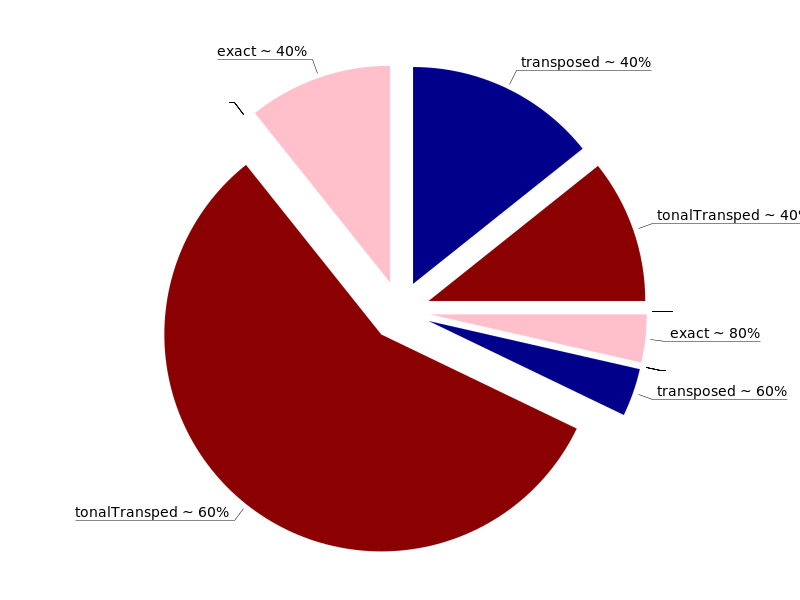 exact ~ 40%
transposed ~ 40%
tonalTransped ~ 40%
exact ~ 80%
transposed ~ 60%
tonalTransped ~ 60%